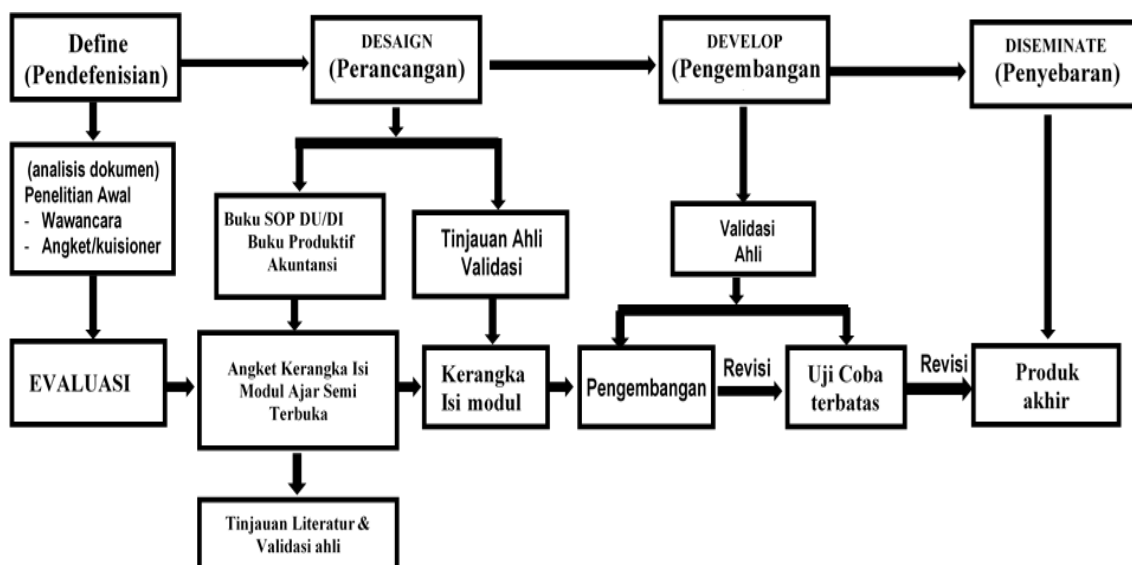 Define
(Pendefenisian)
DESAIGN
(Perancangan)
DEVELOP
(Pengembangan
DISEMINATE
(Penyebaran)
(analisis dokumen)
Penelitian Awal
- Wawancara
- Angket/kuisioner
Buku SOP DU/DI
Buku Produktif
Akuntansi
Tinjauan Ahli
Validasi
Validasi
Ahli
EVALUASI
Angket Kerangka Isi
Modul Ajar Semi
Terbuka
Kerangka
Isi modul
Pengembangan
Revisi
Uji Coba
terbatas
Revisi
Produk
akhir
Tinjauan Literatur &
Validasi ahli